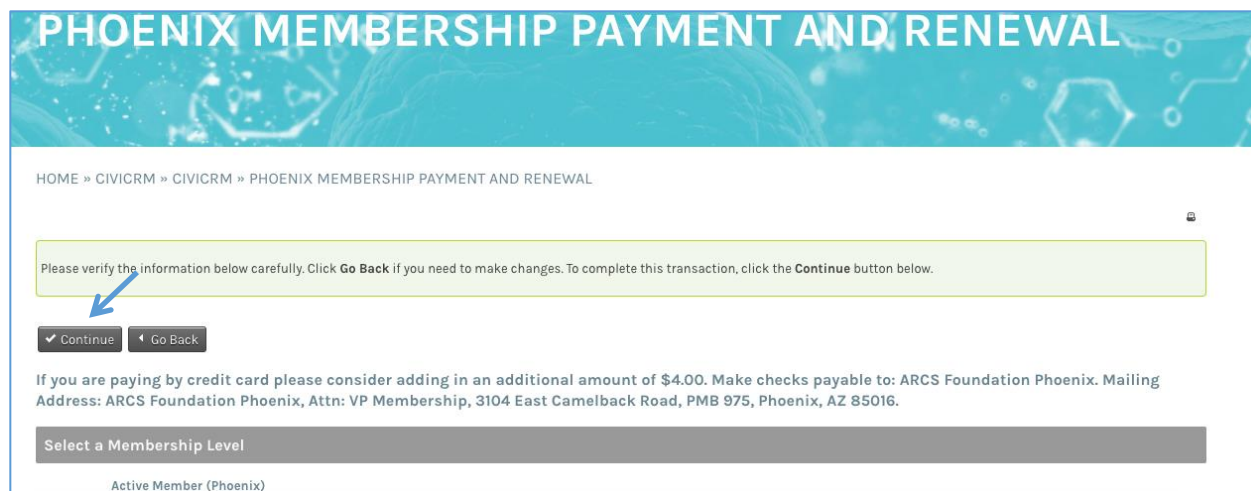 PHOENIX MEMBERSHIP PAYMENT AND RENEWAL
HOME » CIVICRM » CIVICRM » PHOENIX MEMBERSHIP PAYMENT AND RENEWAL
Please verify the information below carefully. Click Go Back if you need to make changes. To complete this transaction, click the Continue button below.
Continue Go Back
If you are paying by credit card please consider adding in an additional amount of $4.00. Make checks payable to: ARCS Foundation Phoenix. Mailing
Address: ARCS Foundation Phoenix, Attn: VP Membership, 3104 East Camelback Road, PMB 975, Phoenix, AZ 85016.
Select a Membership Level
Active Member (Phoenix)